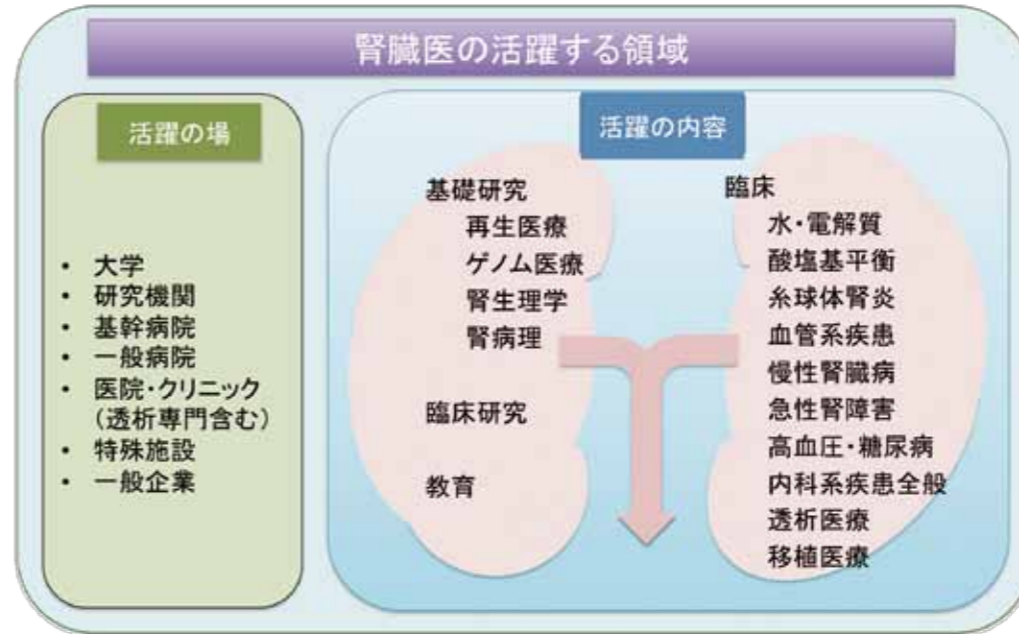 腎臓医の活躍する領域
活躍の場
・ 大学
・ 研究機関
・ 基幹病院
・ 一般病院
・ 医院・クリニック
（透析専門含む）
・ 特殊施設
・ 一般企業
活躍の内容
基礎研究
再生医療
ゲノム医療
腎生理学
腎病理
臨床研究
教育
臨床
水・電解質
酸塩基平衡
糸球体腎炎
血管系疾患
慢性腎臓病
急性腎障害
高血圧・糖尿病
内科系疾患全般
透析医療
移植医療